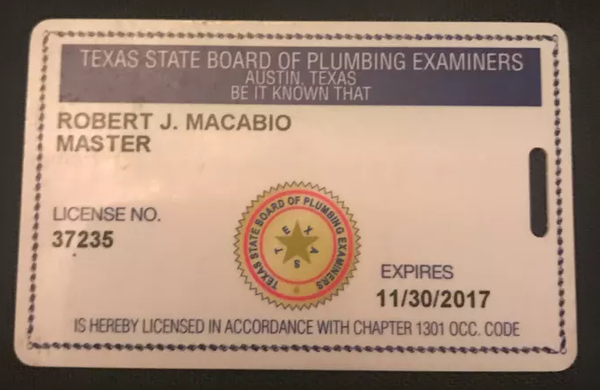 TEXAS STATE BOARD OF PLUMBING EXAMINERS
AUSTIN, TEXAS
BE IT KNOWN THAT
ROBERT J. MACABIO
MASTER
LICENSE NO.
37235
TEXAS STATE BOARD OF PLUMBING EXAMINERS
TEXAS
EXPIRES
11/30/2017
IS HEREBY LICENSED IN ACCORDANCE WITH CHAPTER 1301 OCC. CODE